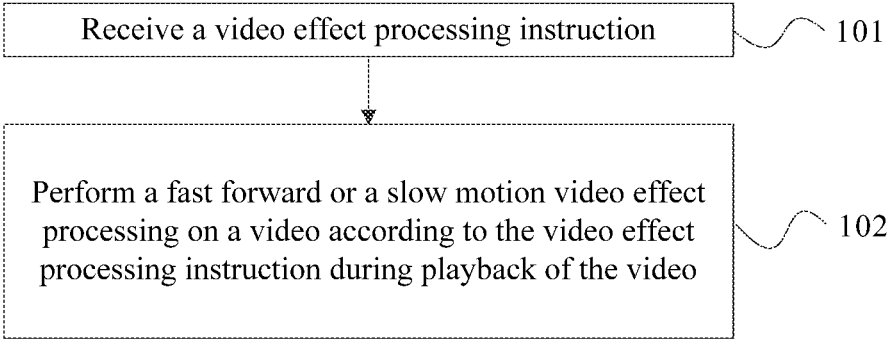 Receive a video effect processing instruction
101
Perform a fast forward or a slow motion video effect
processing on a video according to the video effect
processing instruction during playback of the video
102